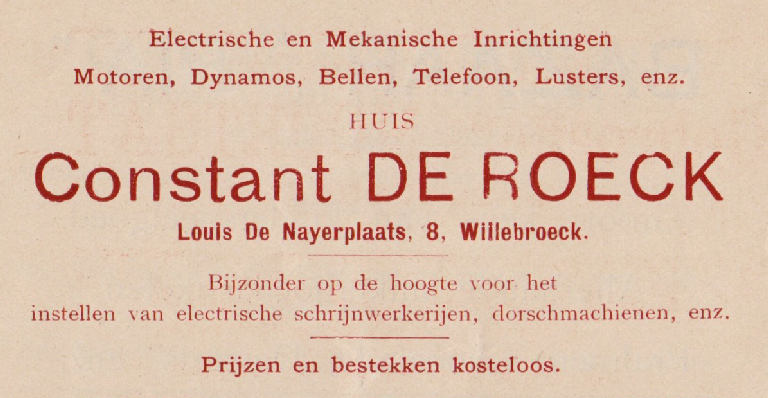 Electrische en Mekanische Inrichtingen
Motoren, Dynamos, Bellen, Telefoon, Lusters, enz.
HUIS
Constant DE ROECK
Louis De Nayerplaats, 8, Willebroeck.
Bijzonder op de hoogte voor het
instellen van electrische schrijnwerkerijen, dorschmachienen, enz.
Prijzen en bestekken kosteloos.